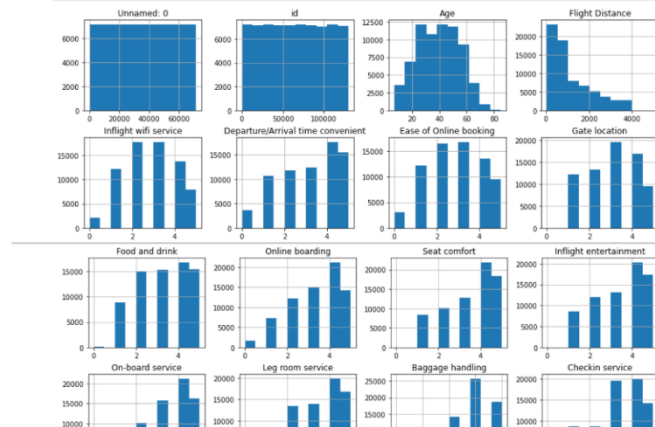 Unnamed: 0 id Age Flight Distance
6000 6000 12500 20000
10000
4000 4000 7500 15000
5000 10000
2000 2000 2500 5000
0 0 0 0
0 20000 40000 60000 0 50000 100000 20 40 60 80 0 2000 4000
Inflight wifi service Departure/Arrival time convenient Ease of Online booking Gate location
15000 15000 15000 20000
15000
10000 10000 10000 10000
5000 5000 5000 5000
0 0 0 0
0 2 4 0 2 4 0 2 4 0 2 4
Food and drink Online boarding Seat comfort Inflight entertainment
15000 20000 20000 20000
10000 15000 15000 15000
10000 10000 10000
5000 5000 5000 5000
0 0 0 0
0 2 4 0 2 4 0 2 4 0 2 4
On-board service Leg room service Baggage handling Checkin service
20000 20000 25000 20000
15000 15000 20000 15000
10000 10000 15000 10000